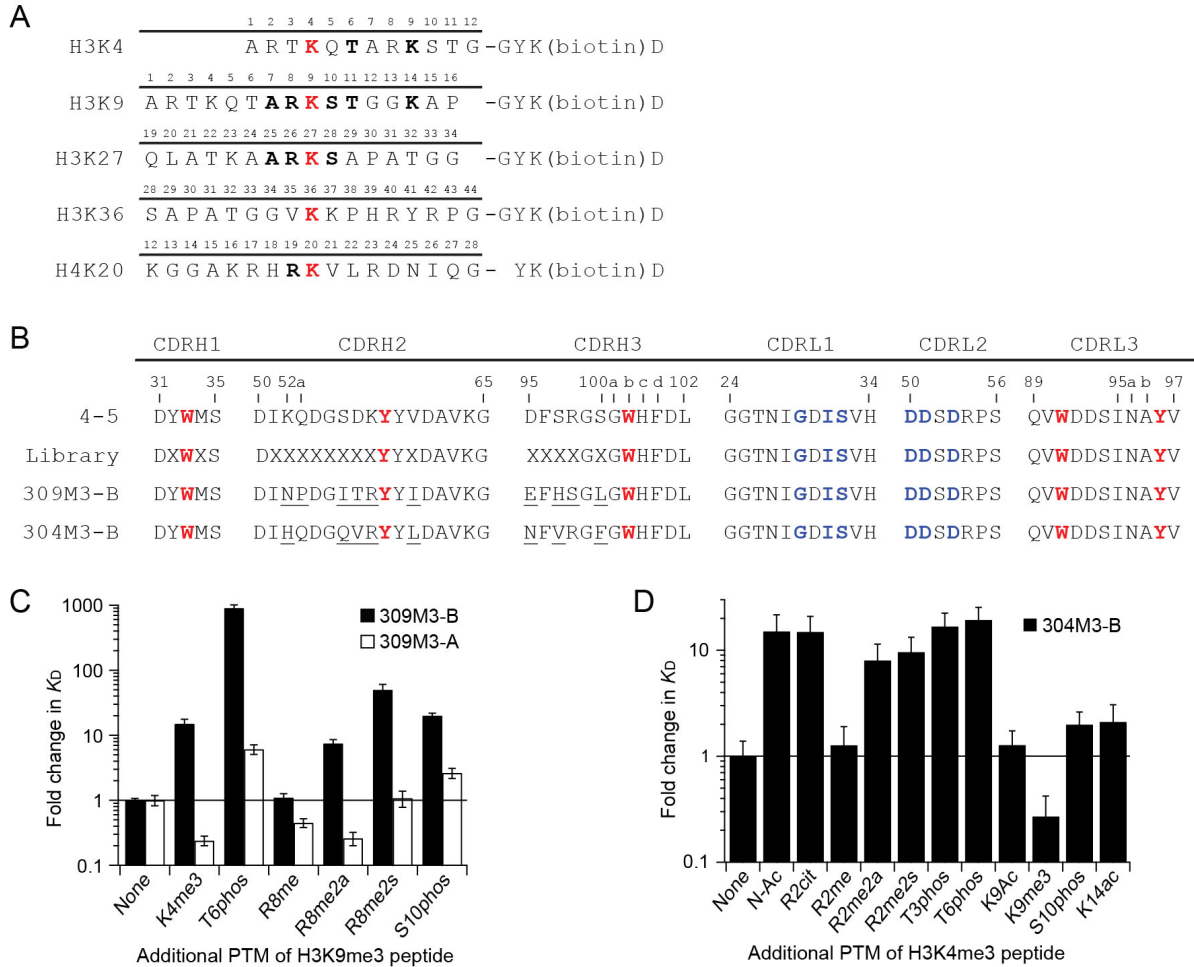 A
1 2 3 4 5 6 7 8 9 10 11 12
H3K4 A R T K Q T A R K S T G -GYK(biotin)D
1 2 3 4 5 6 7 8 9 10 11 12 13 14 15 16
H3K9 A R T K Q T A R K S T G G K A P -GYK(biotin)D
19 20 21 22 23 24 25 26 27 28 29 30 31 32 33 34
H3K27 Q L A T K A A R K S A P A T G G -GYK(biotin)D
28 29 30 31 32 33 34 35 36 37 38 39 40 41 42 43 44
H3K36 S A P A T G G V K K P H R Y R P G -GYK(biotin)D
12 13 14 15 16 17 18 19 20 21 22 23 24 25 26 27 28
H4K20 K G G A K R H R K V L R D N I Q G - YK(biotin)D
B
CDRH1 CDRH2 CDRH3 CDRL1 CDRL2 CDRL3
31 35 50 52a 65 95 100a b c d 102 24 34 50 56 89 95a b 97
4-5 DYWMS DIKQDGSDKYYVDAVKG DFSRGSGWHFDL GGTNIGDISVH DDSDRPS QVWDDSINAYV
Library DXWXS DXXXXXXXXYXDAVKG XXXXGXGWHFDL GGTNIGDISVH DDSDRPS QVWDDSINAYV
309M3-B DYWMS DINPDGITRYYIDAVKG EFHSGLGWHFDL GGTNIGDISVH DDSDRPS QVWDDSINAYV
304M3-B DYWMS DIHQDGQVRYYLDAVKG NFVRGFGWHFDL GGTNIGDISVH DDSDRPS QVWDDSINAYV
C
Fold change in KD
1000
100
10
1
0.1
309M3-B
309M3-A
None K4me3 T6phos R8me R8me2a R8me2s S10phos
Additional PTM of H3K9me3 peptide
D
Fold change in KD
10
1
0.1
304M3-B
None N-Ac R2cit R2me R2me2a R2me2s T3phos T6phos K9Ac K9me3 S10phos K14ac
Additional PTM of H3K4me3 peptide